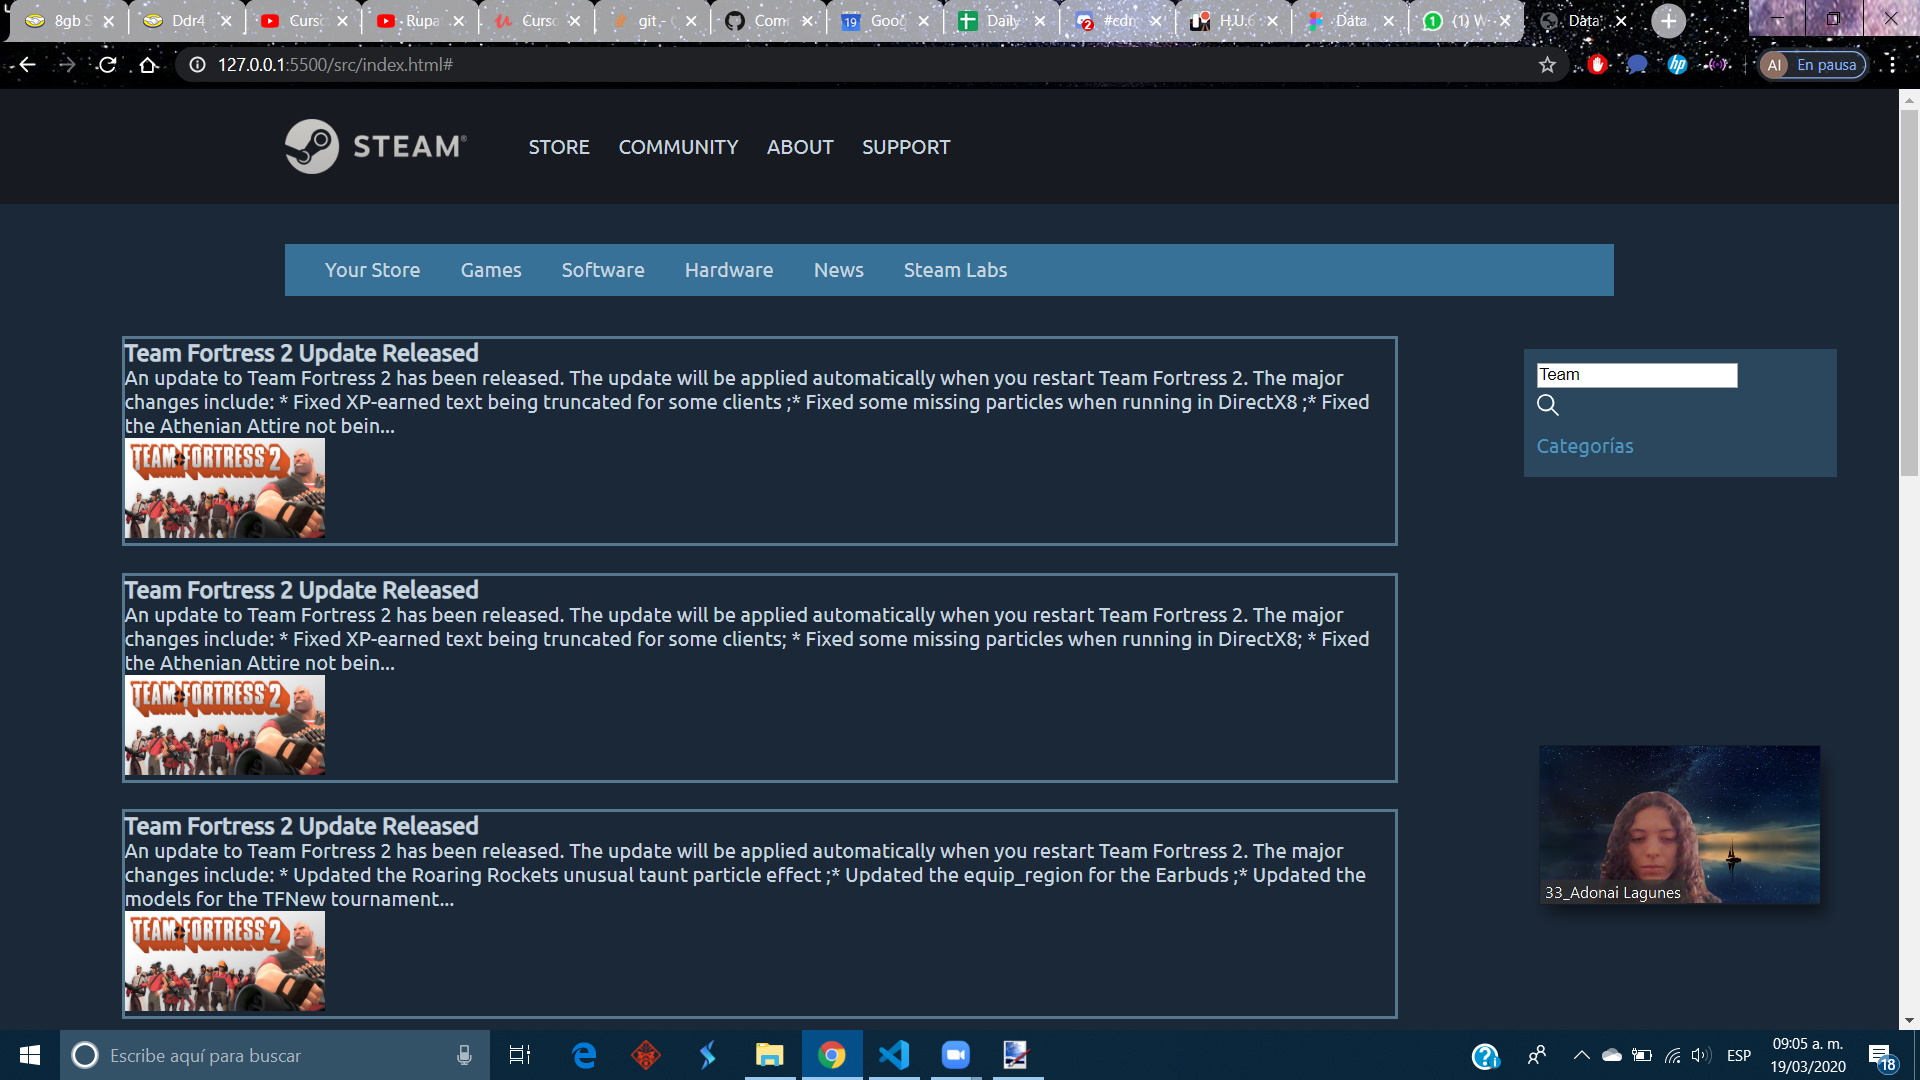 8gb S
Ddr4
Curso
Rupa
Curso
git -
Com
Goog
Daily
#cdm
H.U.6
Data
(1) W
Data
127.0.0.1:5500/src/index.html#
AI En pausa
STEAM®
STORE COMMUNITY ABOUT SUPPORT
Your Store Games Software Hardware News Steam Labs
Team Fortress 2 Update Released
An update to Team Fortress 2 has been released. The update will be applied automatically when you restart Team Fortress 2. The major
changes include: * Fixed XP-earned text being truncated for some clients ;* Fixed some missing particles when running in DirectX8 ;* Fixed
the Athenian Attire not bein...
TEAM FORTRESS 2
Team
Categorías
Team Fortress 2 Update Released
An update to Team Fortress 2 has been released. The update will be applied automatically when you restart Team Fortress 2. The major
changes include: * Fixed XP-earned text being truncated for some clients; * Fixed some missing particles when running in DirectX8; * Fixed
the Athenian Attire not bein...
TEAM FORTRESS 2
Team Fortress 2 Update Released
An update to Team Fortress 2 has been released. The update will be applied automatically when you restart Team Fortress 2. The major
changes include: * Updated the Roaring Rockets unusual taunt particle effect ;* Updated the equip_region for the Earbuds ;* Updated the
models for the TFNew tournament...
TEAM FORTRESS 2
33_Adonai Lagunes
Escribe aquí para buscar
ESP
09:05 a. m.
19/03/2020
18